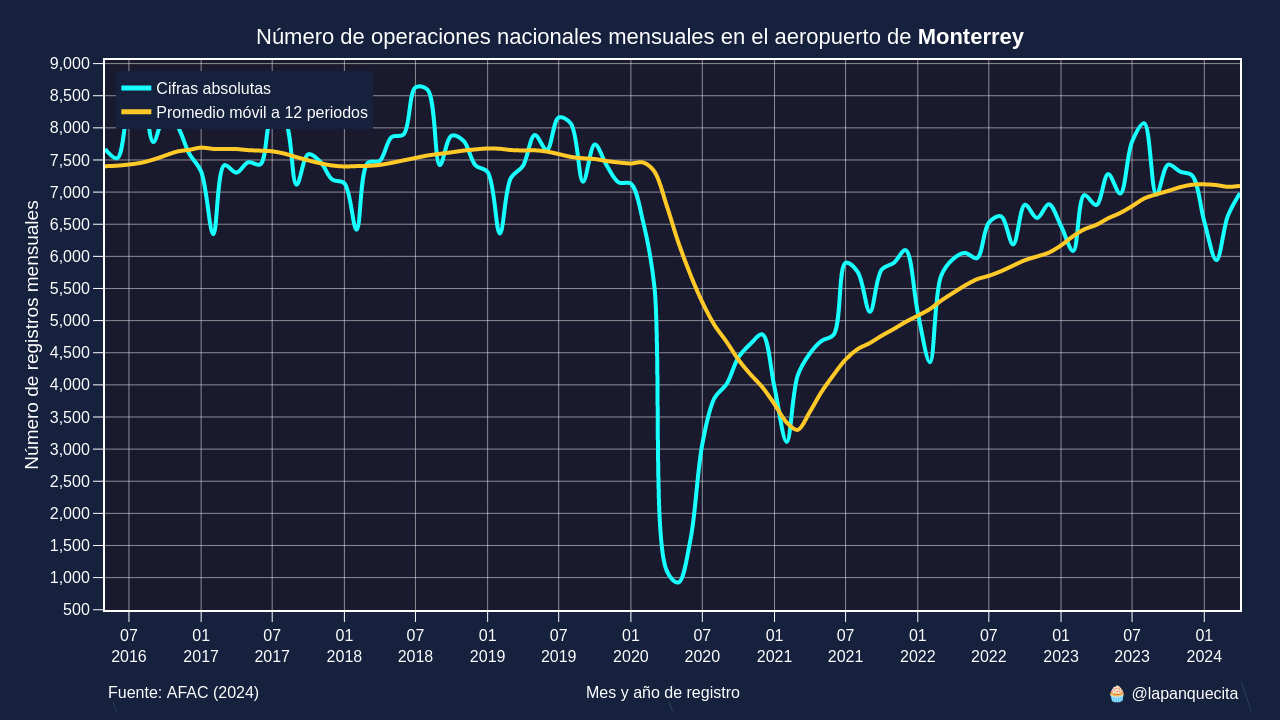 Número de operaciones nacionales mensuales en el aeropuerto de Monterrey
Cifras absolutas
Promedio móvil a 12 periodos
Número de registros mensuales
9,000
8,500
8,000
7,500
7,000
6,500
6,000
5,500
5,000
4,500
4,000
3,500
3,000
2,500
2,000
1,500
1,000
500
07 01 07 01 07 01 07 01 07 01 07 01 07 01 07 01
2016 2017 2017 2018 2018 2019 2019 2020 2020 2021 2021 2022 2022 2023 2023 2024
Fuente: AFAC (2024) Mes y año de registro 🧁 @lapanquecita